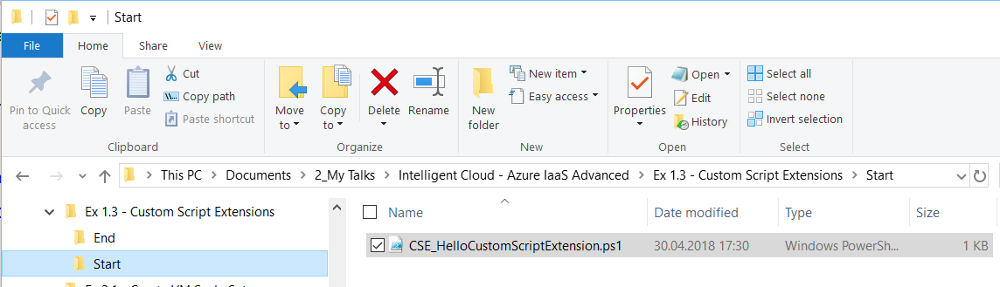 Start
File Home Share View
Pin to Quick access
Copy
Paste
Cut
Copy path
Paste shortcut
Clipboard
Move to
Copy to
Delete
Rename
Organize
New folder
New item
Easy access
New
Properties
Open
Edit
History
Open
Select all
Select none
Invert selection
Select
This PC Documents 2_My Talks Intelligent Cloud - Azure IaaS Advanced Ex 1.3 - Custom Script Extensions Start
Ex 1.3 - Custom Script Extensions
End
Start
Name Date modified Type Size
CSE_HelloCustomScriptExtension.ps1 30.04.2018 17:30 Windows PowerSh... 1 KB